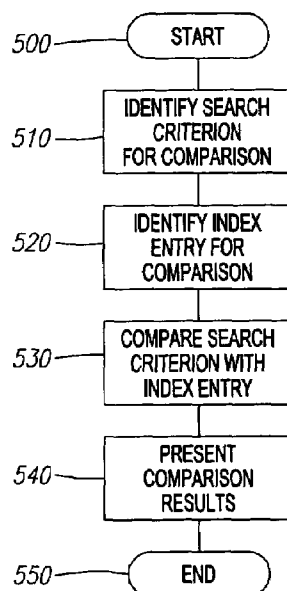 500
START
510
IDENTIFY SEARCH
CRITERION
FOR COMPARISON
520
IDENTIFY INDEX
ENTRY FOR
COMPARISON
530
COMPARE SEARCH
CRITERION WITH
INDEX ENTRY
540
PRESENT
COMPARISON
RESULTS
550
END